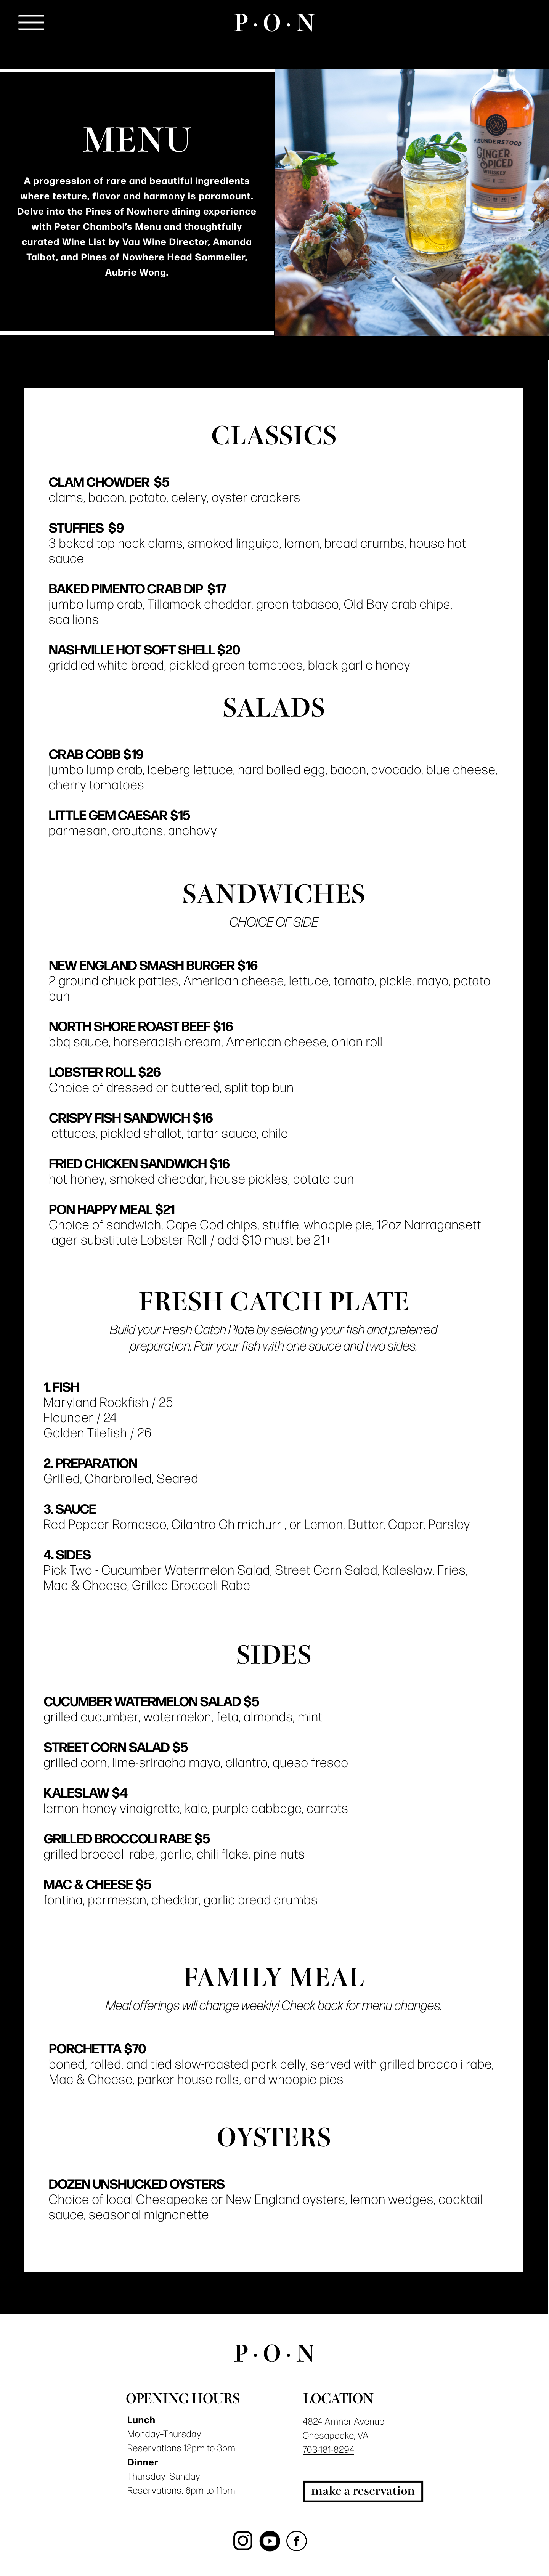 P·O·N
MENU
A progression of rare and beautiful ingredients
where texture, flavor and harmony is paramount.
Delve into the Pines of Nowhere dining experience
with Peter Chamboi's Menu and thoughtfully
curated Wine List by Vau Wine Director, Amanda
Talbot, and Pines of Nowhere Head Sommelier,
Aubrie Wong.
GINGER
SPICED
WHISKEY
CLASSICS
CLAM CHOWDER $5
clams, bacon, potato, celery, oyster crackers
STUFFIES $9
3 baked top neck clams, smoked linguiça, lemon, bread crumbs, house hot
sauce
BAKED PIMENTO CRAB DIP $17
jumbo lump crab, Tillamook cheddar, green tabasco, Old Bay crab chips,
scallions
NASHVILLE HOT SOFT SHELL $20
griddled white bread, pickled green tomatoes, black garlic honey
SALADS
CRAB COBB $19
jumbo lump crab, iceberg lettuce, hard boiled egg, bacon, avocado, blue cheese,
cherry tomatoes
LITTLE GEM CAESAR $15
parmesan, croutons, anchovy
SANDWICHES
CHOICE OF SIDE
NEW ENGLAND SMASH BURGER $16
2 ground chuck patties, American cheese, lettuce, tomato, pickle, mayo, potato
bun
NORTH SHORE ROAST BEEF $16
bbq sauce, horseradish cream, American cheese, onion roll
LOBSTER ROLL $26
Choice of dressed or buttered, split top bun
CRISPY FISH SANDWICH $16
lettuces, pickled shallot, tartar sauce, chile
FRIED CHICKEN SANDWICH $16
hot honey, smoked cheddar, house pickles, potato bun
PON HAPPY MEAL $21
Choice of sandwich, Cape Cod chips, stuffie, whoppie pie, 12oz Narragansett
lager substitute Lobster Roll / add $10 must be 21+
FRESH CATCH PLATE
Build your Fresh Catch Plate by selecting your fish and preferred
preparation. Pair your fish with one sauce and two sides.
1. FISH
Maryland Rockfish / 25
Flounder / 24
Golden Tilefish / 26
2. PREPARATION
Grilled, Charbroiled, Seared
3. SAUCE
Red Pepper Romesco, Cilantro Chimichurri, or Lemon, Butter, Caper, Parsley
4. SIDES
Pick Two - Cucumber Watermelon Salad, Street Corn Salad, Kaleslaw, Fries,
Mac & Cheese, Grilled Broccoli Rabe
SIDES
CUCUMBER WATERMELON SALAD $5
grilled cucumber, watermelon, feta, almonds, mint
STREET CORN SALAD $5
grilled corn, lime-sriracha mayo, cilantro, queso fresco
KALESLAW $4
lemon-honey vinaigrette, kale, purple cabbage, carrots
GRILLED BROCCOLI RABE $5
grilled broccoli rabe, garlic, chili flake, pine nuts
MAC & CHEESE $5
fontina, parmesan, cheddar, garlic bread crumbs
FAMILY MEAL
Meal offerings will change weekly! Check back for menu changes.
PORCHETTA $70
boned, rolled, and tied slow-roasted pork belly, served with grilled broccoli rabe,
Mac & Cheese, parker house rolls, and whoopie pies
OYSTERS
DOZEN UNSHUCKED OYSTERS
Choice of local Chesapeake or New England oysters, lemon wedges, cocktail
sauce, seasonal mignonette
P·O·N
OPENING HOURS
Lunch
Monday–Thursday
Reservations 12pm to 3pm
Dinner
Thursday–Sunday
Reservations: 6pm to 11pm
LOCATION
4824 Amner Avenue,
Chesapeake, VA
703-181-8294
make a reservation